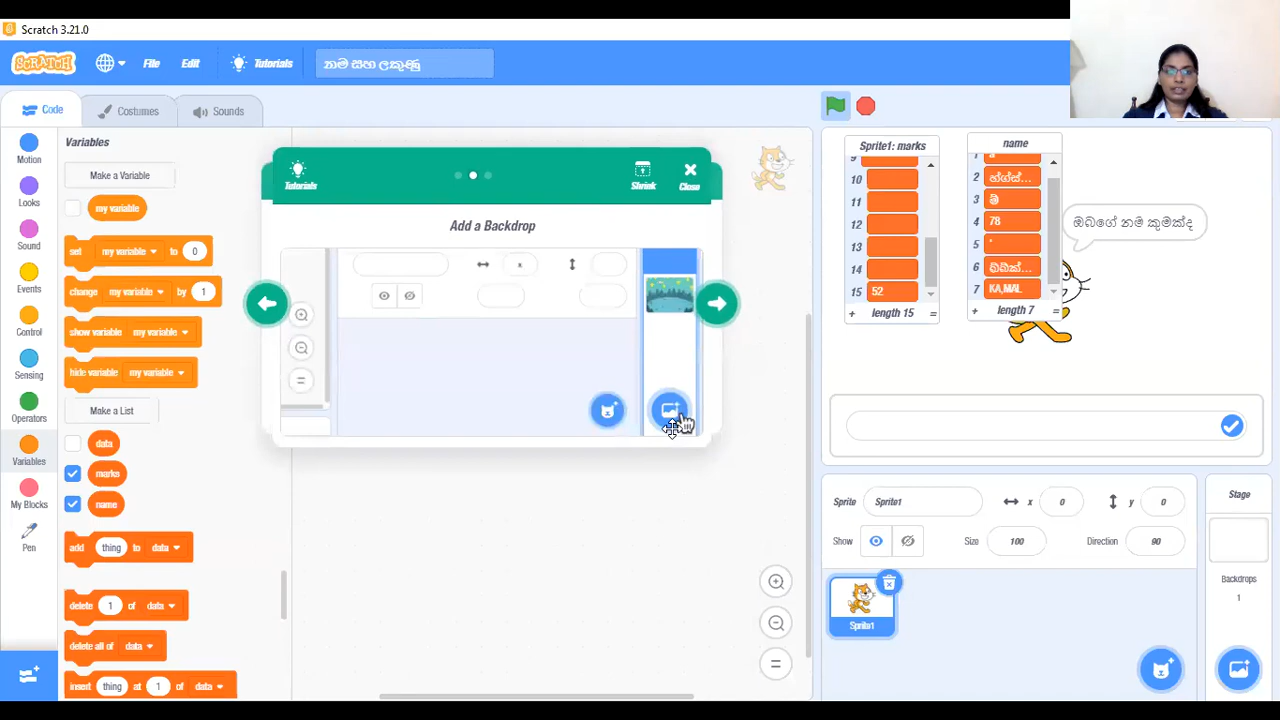 Scratch 3.21.0
SCRATCH
File
Edit
Tutorials
නම සහ ලකුණු
Code
Costumes
Sounds
Motion
Looks
Sound
Events
Control
Sensing
Operators
Variables
My Blocks
Pen
Variables
Make a Variable
my variable
set my variable to 0
change my variable by 1
show variable my variable
hide variable my variable
Make a List
data
marks
name
add thing to data
delete 1 of data
delete all of data
insert thing at 1 of data
Tutorials
Shrink
Close
Add a Backdrop
x
Sprite1: marks
9
10
11
12
13
14
15 52
+ length 15 =
name
1
2
3
4 78
5
6
7 KA,MAL
+ length 7 =
ඔබගේ නම කුමක්ද
Sprite
Sprite1
x 0
y 0
Show
Size 100
Direction 90
Sprite1
Stage
Backdrops
1